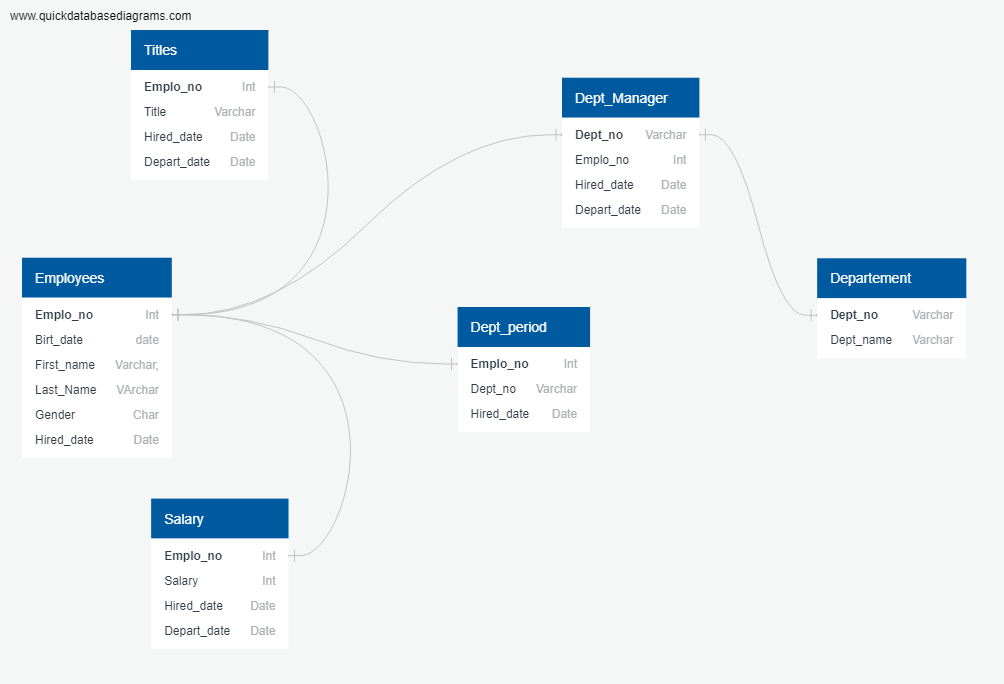 www.quickdatabasediagrams.com
Titles
Emplo_no Int
Title Varchar
Hired_date Date
Depart_date Date
Dept_Manager
Dept_no Varchar
Emplo_no Int
Hired_date Date
Depart_date Date
Employees
Emplo_no Int
Birt_date date
First_name Varchar,
Last_Name VArchar
Gender Char
Hired_date Date
Departement
Dept_no Varchar
Dept_name Varchar
Dept_period
Emplo_no Int
Dept_no Varchar
Hired_date Date
Salary
Emplo_no Int
Salary Int
Hired_date Date
Depart_date Date